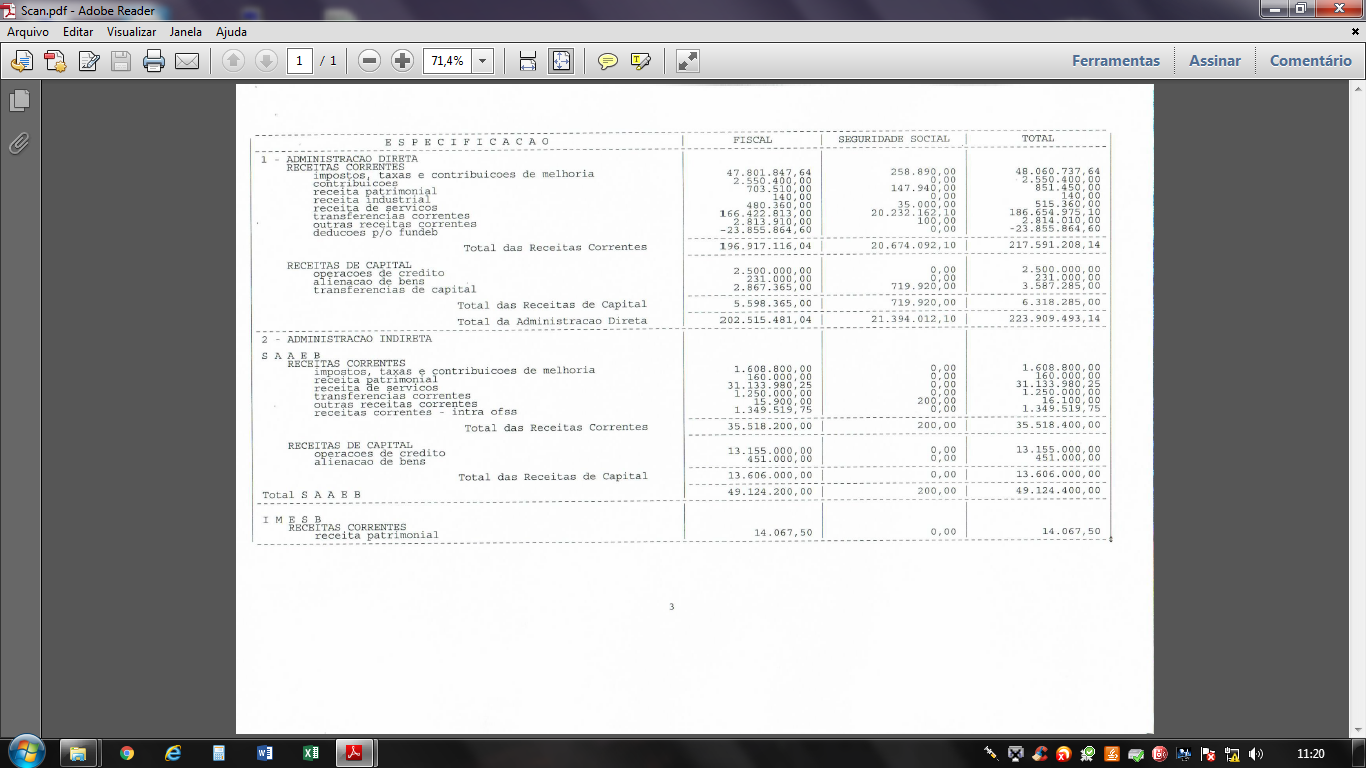 Scan.pdf - Adobe Reader
Arquivo Editar Visualizar Janela Ajuda
1 / 1 71,4% Ferramentas Assinar Comentário
E S P E C I F I C A C A O FISCAL SEGURIDADE SOCIAL TOTAL
1 - ADMINISTRACAO DIRETA
RECEITAS CORRENTES
impostos, taxas e contribuicoes de melhoria 47.801.847,64 258.890,00 48.060.737,64
contribuicoes 2.550.400,00 0,00 2.550.400,00
receita patrimonial 703.510,00 147.940,00 851.450,00
receita industrial 140,00 0,00 140,00
receita de servicos 480.360,00 35.000,00 515.360,00
transferencias correntes 166.422.813,00 20.232.162,10 186.654.975,10
outras receitas correntes 2.813.910,00 100,00 2.814.010,00
deducoes p/o fundeb -23.855.864,60 0,00 -23.855.864,60
Total das Receitas Correntes 196.917.116,04 20.674.092,10 217.591.208,14
RECEITAS DE CAPITAL
operacoes de credito 2.500.000,00 0,00 2.500.000,00
alienacao de bens 231.000,00 0,00 231.000,00
transferencias de capital 2.867.365,00 719.920,00 3.587.285,00
Total das Receitas de Capital 5.598.365,00 719.920,00 6.318.285,00
Total da Administracao Direta 202.515.481,04 21.394.012,10 223.909.493,14
2 - ADMINISTRACAO INDIRETA
S A A E B
RECEITAS CORRENTES
impostos, taxas e contribuicoes de melhoria 1.608.800,00 0,00 1.608.800,00
receita patrimonial 160.000,00 0,00 160.000,00
receita de servicos 31.133.980,25 0,00 31.133.980,25
transferencias correntes 1.250.000,00 0,00 1.250.000,00
outras receitas correntes 15.900,00 200,00 16.100,00
receitas correntes - intra ofss 1.349.519,75 0,00 1.349.519,75
Total das Receitas Correntes 35.518.200,00 200,00 35.518.400,00
RECEITAS DE CAPITAL
operacoes de credito 13.155.000,00 0,00 13.155.000,00
alienacao de bens 451.000,00 0,00 451.000,00
Total das Receitas de Capital 13.606.000,00 0,00 13.606.000,00
Total S A A E B 49.124.200,00 200,00 49.124.400,00
I M E S B
RECEITAS CORRENTES
receita patrimonial 14.067,50 0,00 14.067,50
3
11:20